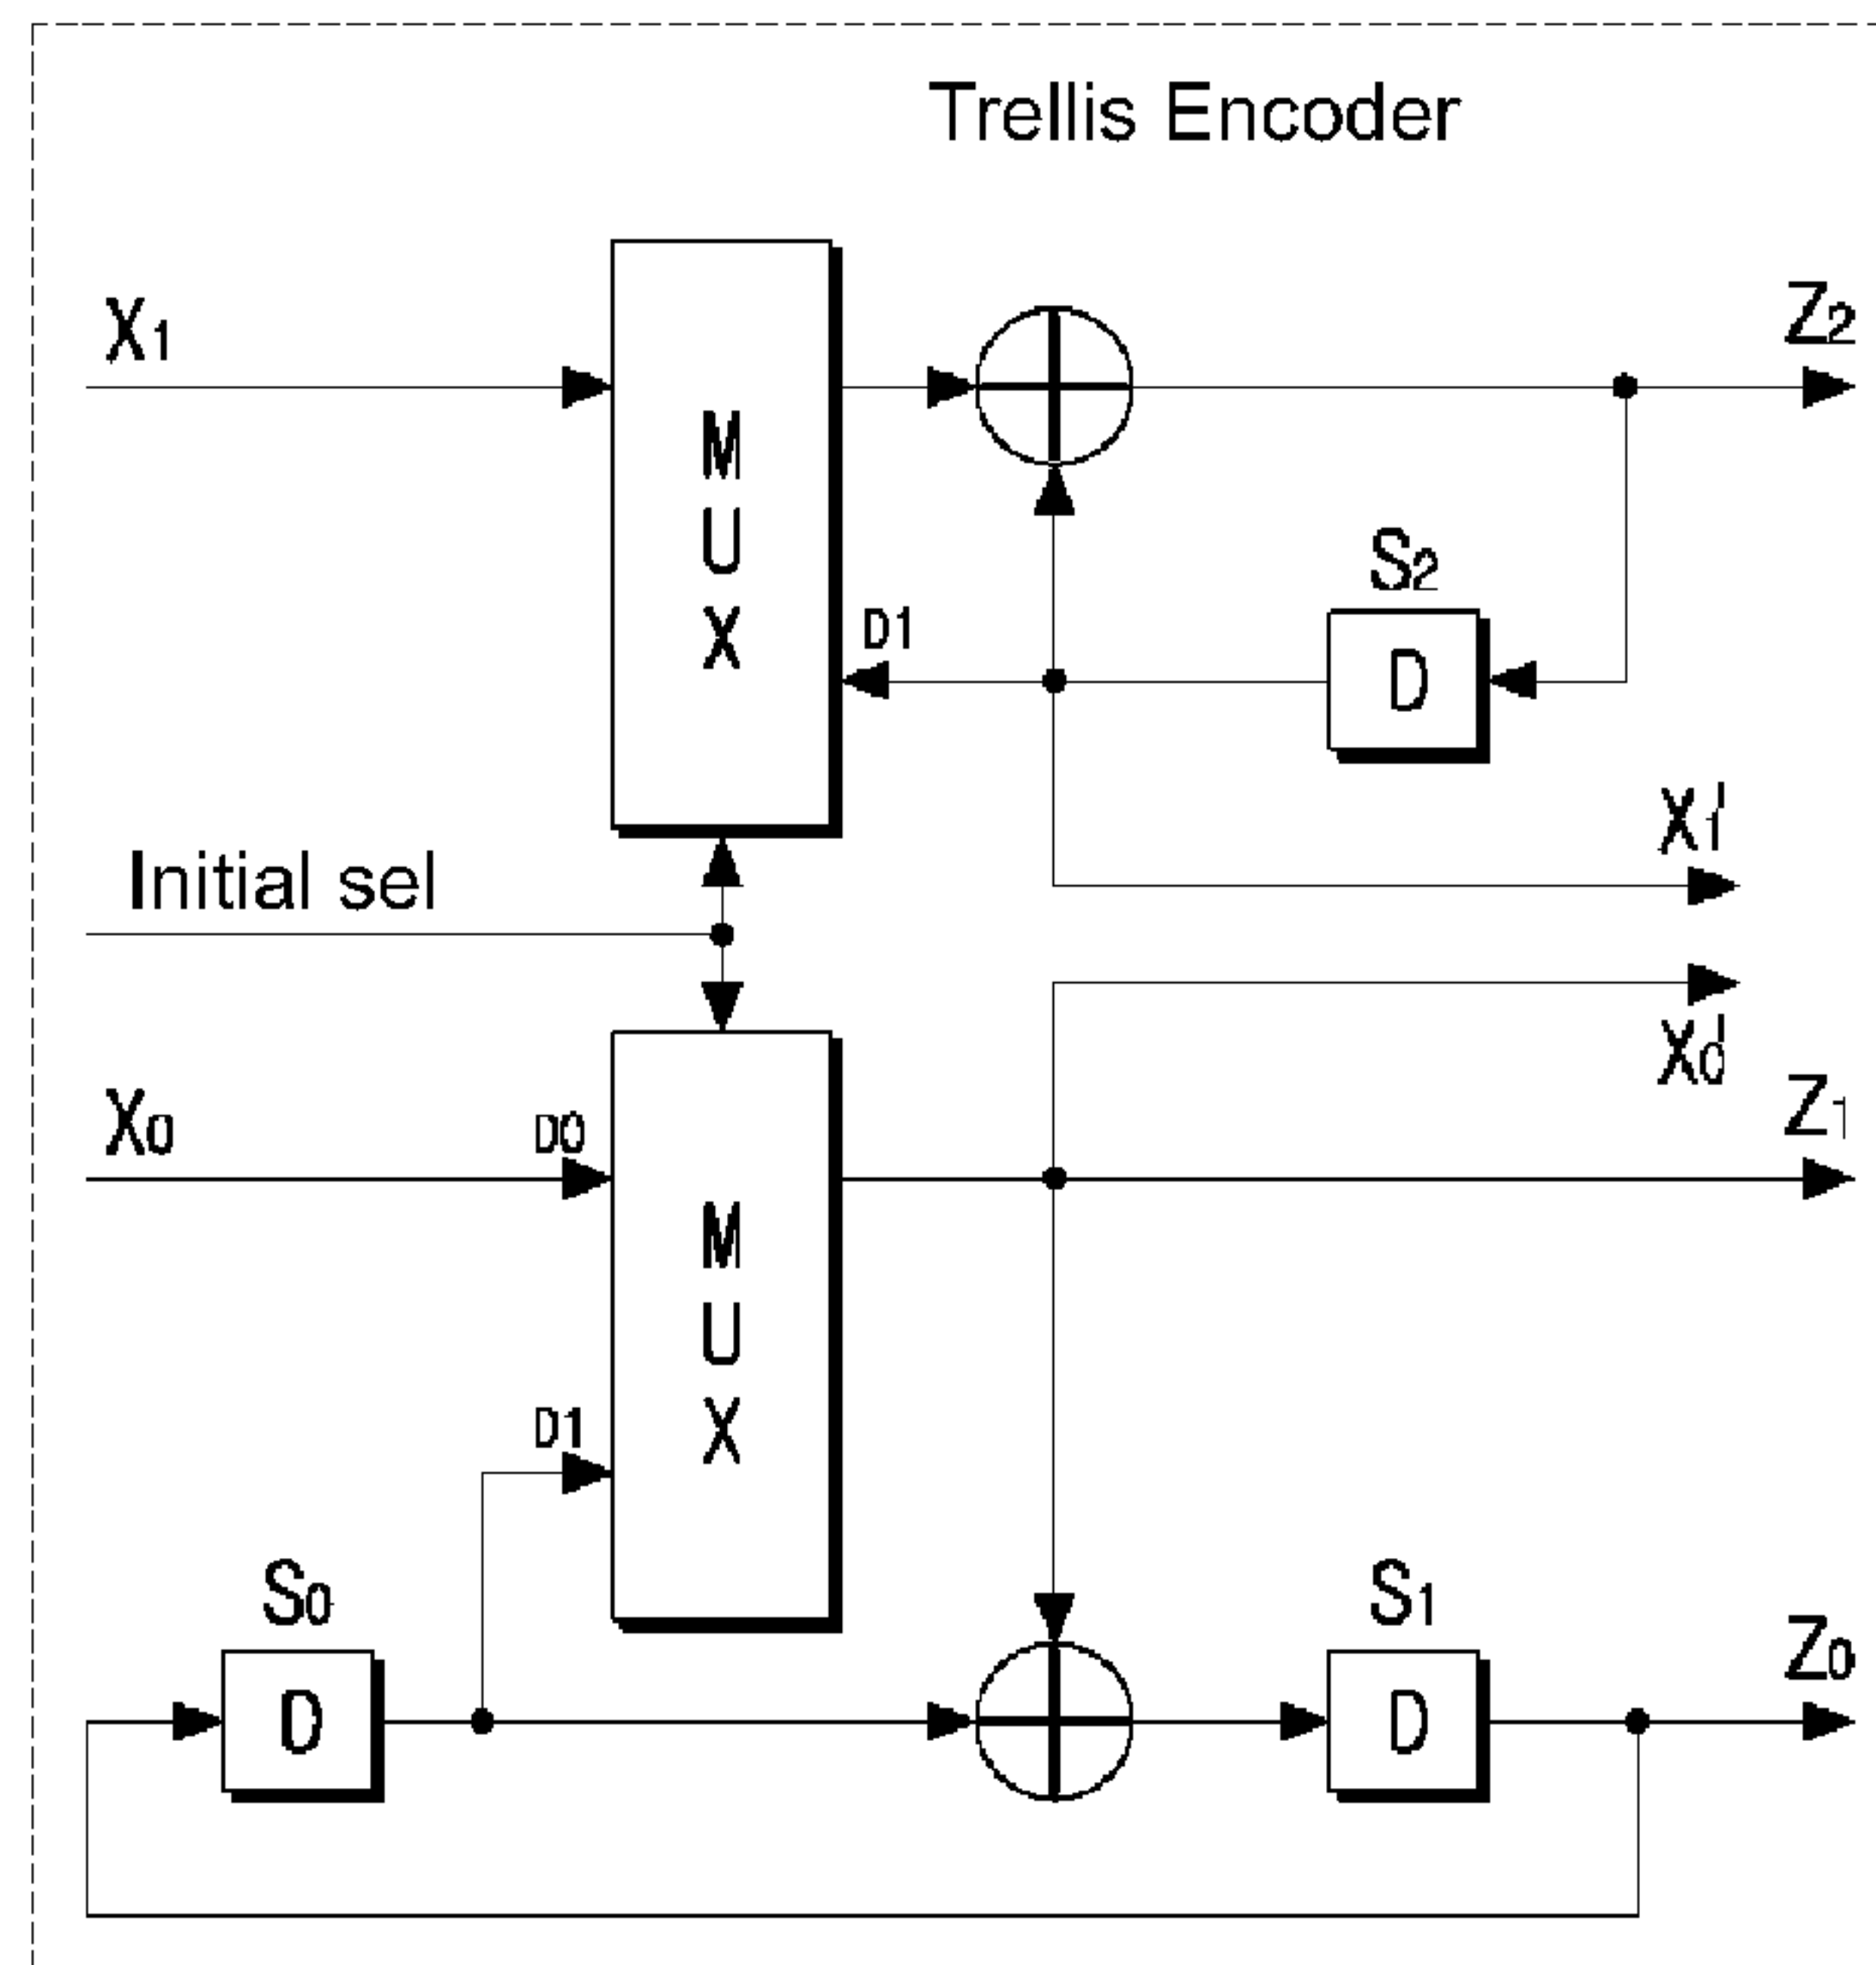 Trellis Encoder
X1
Z2
M
U
X
S2
D1
D
X1'
Initial sel
X0'
X0
D0
Z1
M
U
X
D1
S0
S1
Z0
D
D